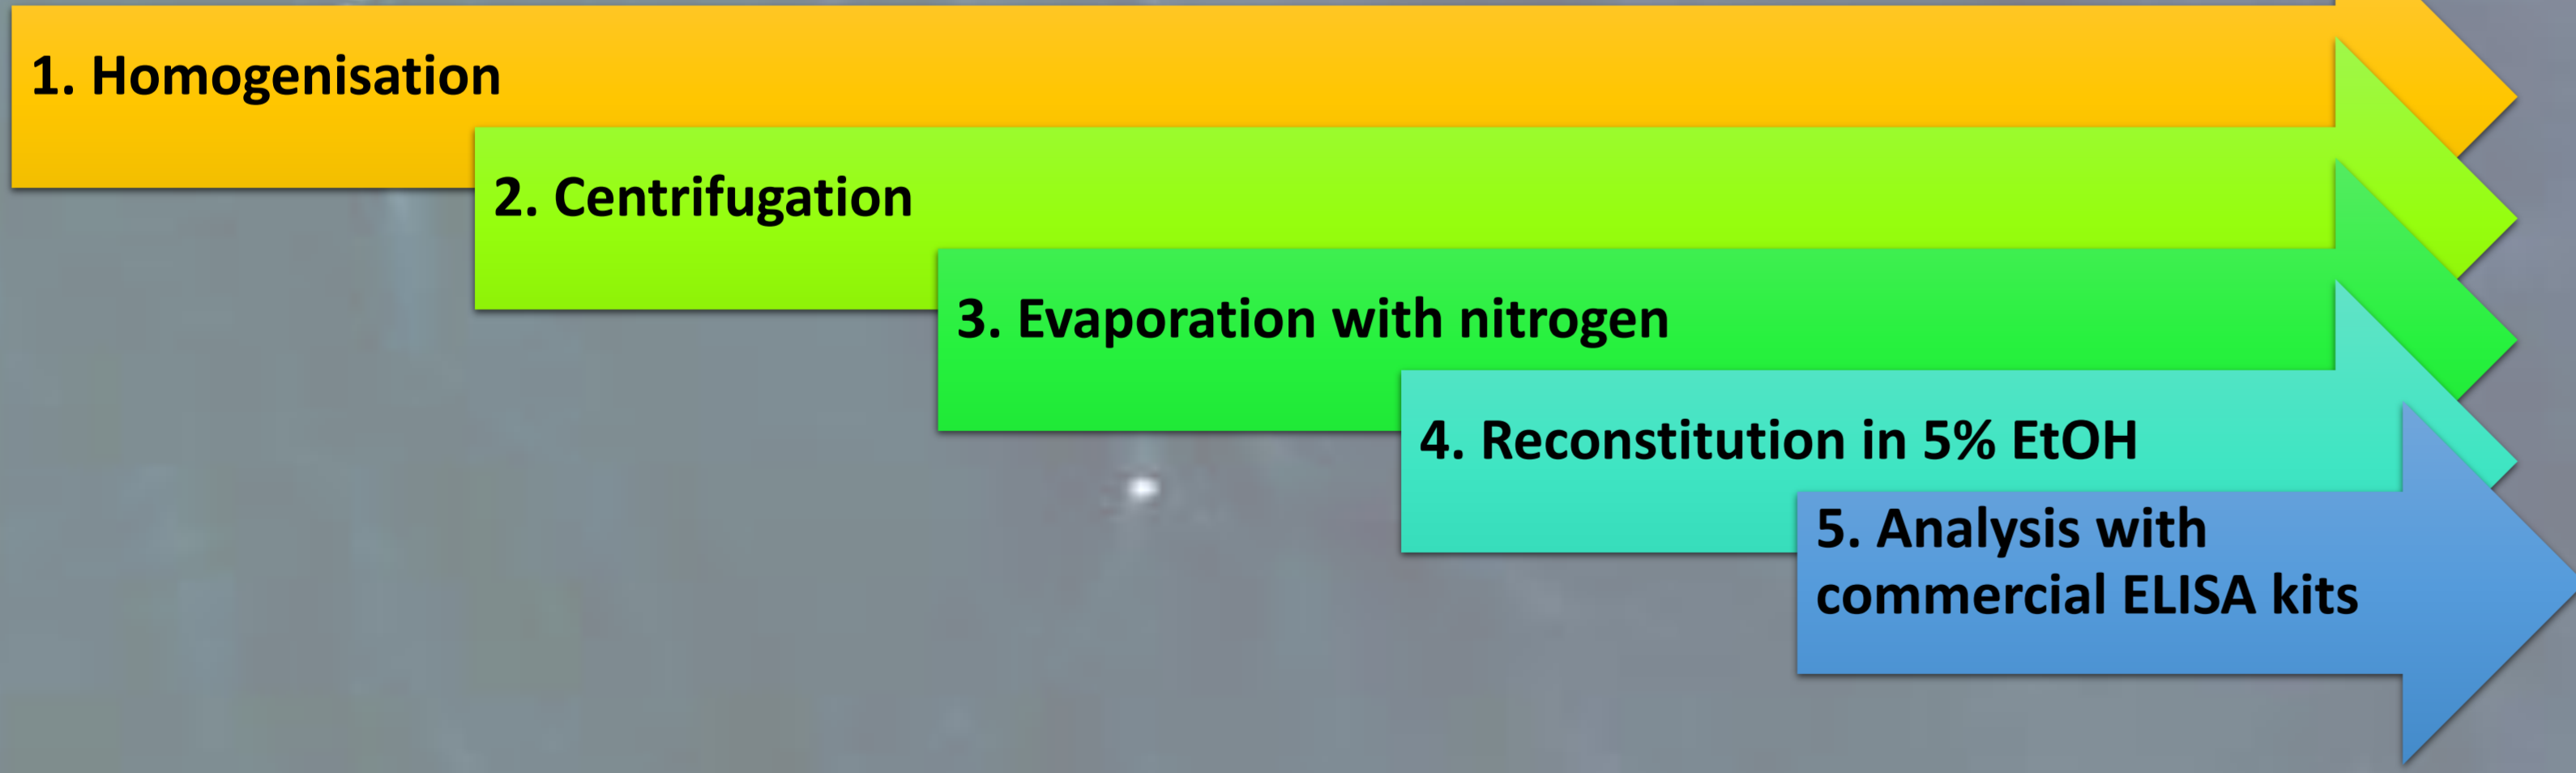 1. Homogenisation
2. Centrifugation
3. Evaporation with nitrogen
4. Reconstitution in 5% EtOH
5. Analysis with
commercial ELISA kits